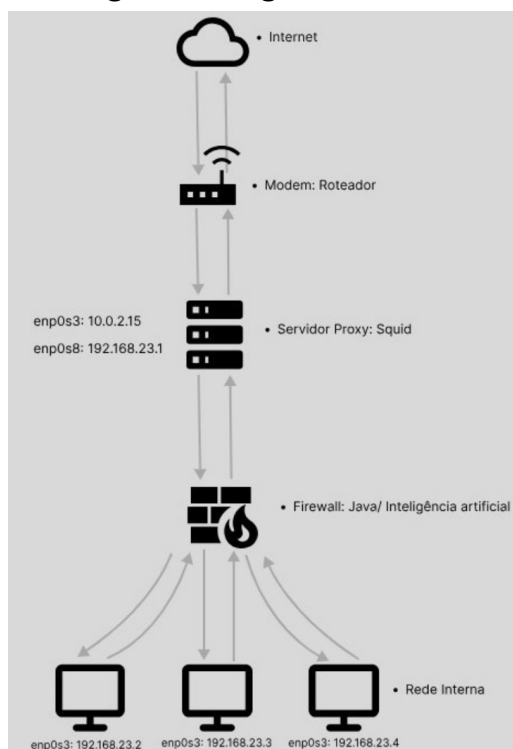 • Internet
• Modem: Roteador
enp0s3: 10.0.2.15
• Servidor Proxy: Squid
enp0s8: 192.168.23.1
• Firewall: Java/ Inteligência artificial
• Rede Interna
enp0s3: 192.168.23.2
enp0s3: 192.168.23.3
enp0s3: 192.168.23.4